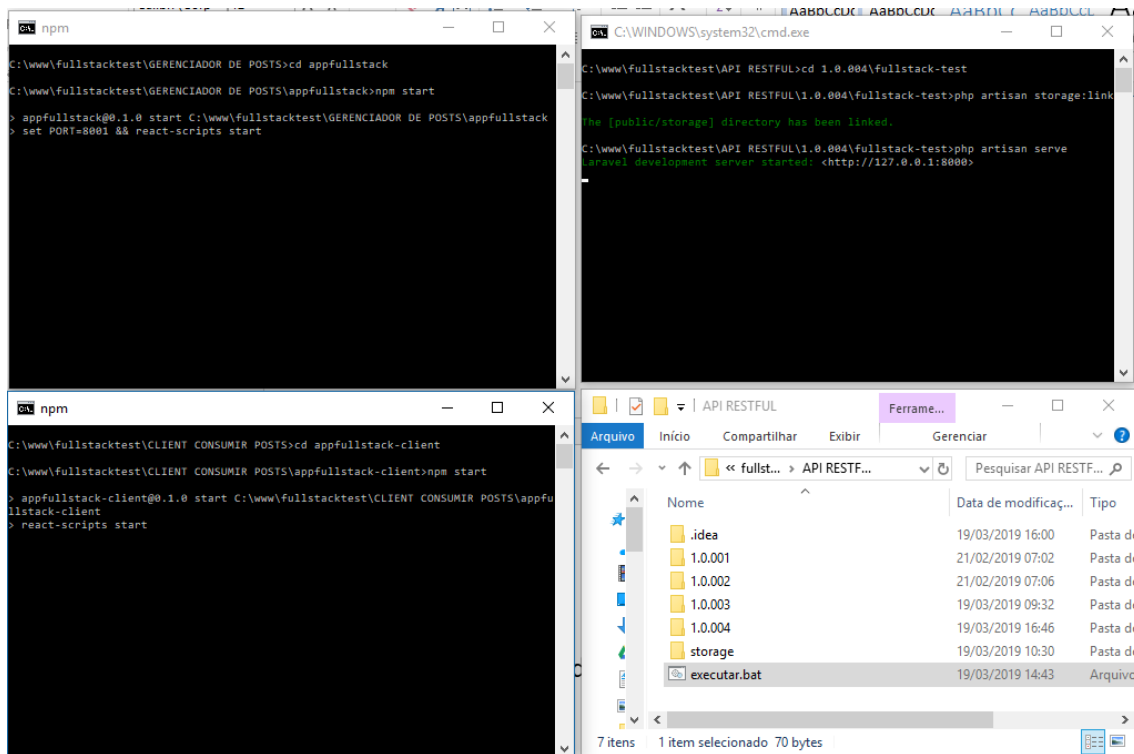 AaBbCcDc AaBbCcDc AaBbC( AaBbCcL
npm
C:\www\fullstacktest\GERENCIADOR DE POSTS>cd appfullstack
C:\www\fullstacktest\GERENCIADOR DE POSTS\appfullstack>npm start
> appfullstack@0.1.0 start C:\www\fullstacktest\GERENCIADOR DE POSTS\appfullstack
> set PORT=8001 && react-scripts start
C:\WINDOWS\system32\cmd.exe
C:\www\fullstacktest\API RESTFUL>cd 1.0.004\fullstack-test
C:\www\fullstacktest\API RESTFUL\1.0.004\fullstack-test>php artisan storage:link
The [public/storage] directory has been linked.
C:\www\fullstacktest\API RESTFUL\1.0.004\fullstack-test>php artisan serve
Laravel development server started: <http://127.0.0.1:8000>
npm
C:\www\fullstacktest\CLIENT CONSUMIR POSTS>cd appfullstack-client
C:\www\fullstacktest\CLIENT CONSUMIR POSTS\appfullstack-client>npm start
> appfullstack-client@0.1.0 start C:\www\fullstacktest\CLIENT CONSUMIR POSTS\appfu
llstack-client
> react-scripts start
API RESTFUL
Ferrame...
Arquivo Início Compartilhar Exibir Gerenciar
« fullst... › API RESTF...
Pesquisar API RESTF...
Nome Data de modificaç... Tipo
.idea 19/03/2019 16:00 Pasta de
1.0.001 21/02/2019 07:02 Pasta de
1.0.002 21/02/2019 07:06 Pasta de
1.0.003 19/03/2019 09:32 Pasta de
1.0.004 19/03/2019 16:46 Pasta de
storage 19/03/2019 10:30 Pasta de
executar.bat 19/03/2019 14:43 Arquivo
7 itens 1 item selecionado 70 bytes